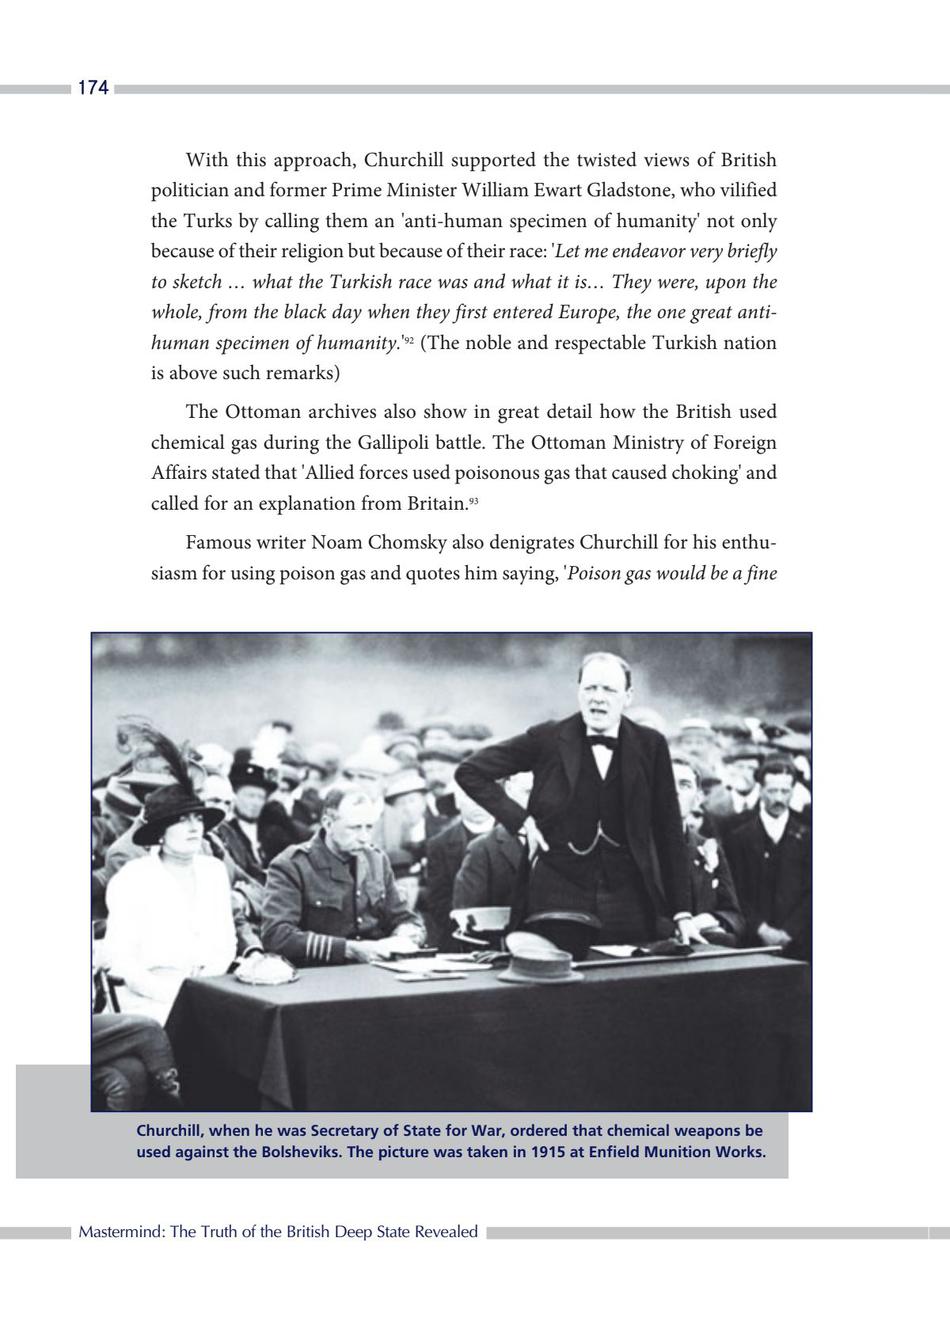 174
With this approach, Churchill supported the twisted views of British
politician and former Prime Minister William Ewart Gladstone, who vilified
the Turks by calling them an 'anti-human specimen of humanity' not only
because of their religion but because of their race: 'Let me endeavor very briefly
to sketch … what the Turkish race was and what it is… They were, upon the
whole, from the black day when they first entered Europe, the one great anti-
human specimen of humanity.'92 (The noble and respectable Turkish nation
is above such remarks)
The Ottoman archives also show in great detail how the British used
chemical gas during the Gallipoli battle. The Ottoman Ministry of Foreign
Affairs stated that 'Allied forces used poisonous gas that caused choking' and
called for an explanation from Britain.93
Famous writer Noam Chomsky also denigrates Churchill for his enthu-
siasm for using poison gas and quotes him saying, 'Poison gas would be a fine
Churchill, when he was Secretary of State for War, ordered that chemical weapons be
used against the Bolsheviks. The picture was taken in 1915 at Enfield Munition Works.
Mastermind: The Truth of the British Deep State Revealed